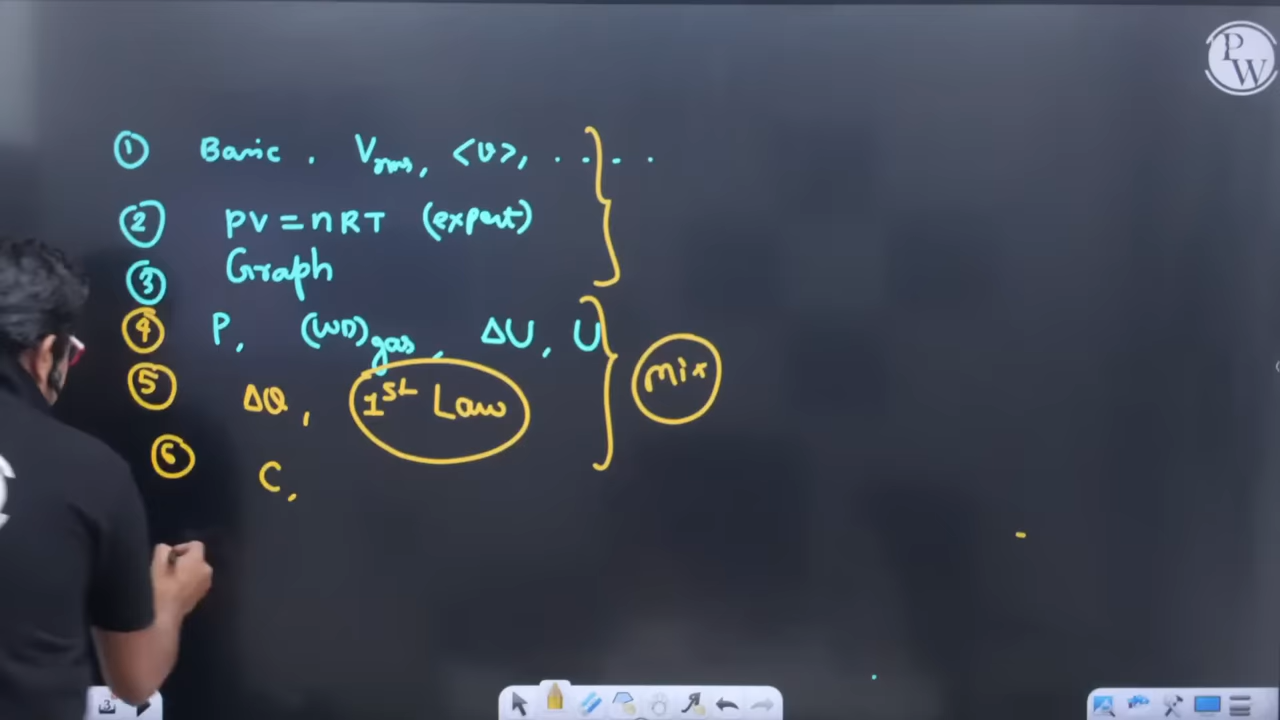 PW
① Basic. Vrms, <v>, . . . .
② PV = nRT (expert)
③ Graph
④ P, (WD)gas, ΔU, U
⑤ ΔQ, 1st Law
mix
⑥ C,
3